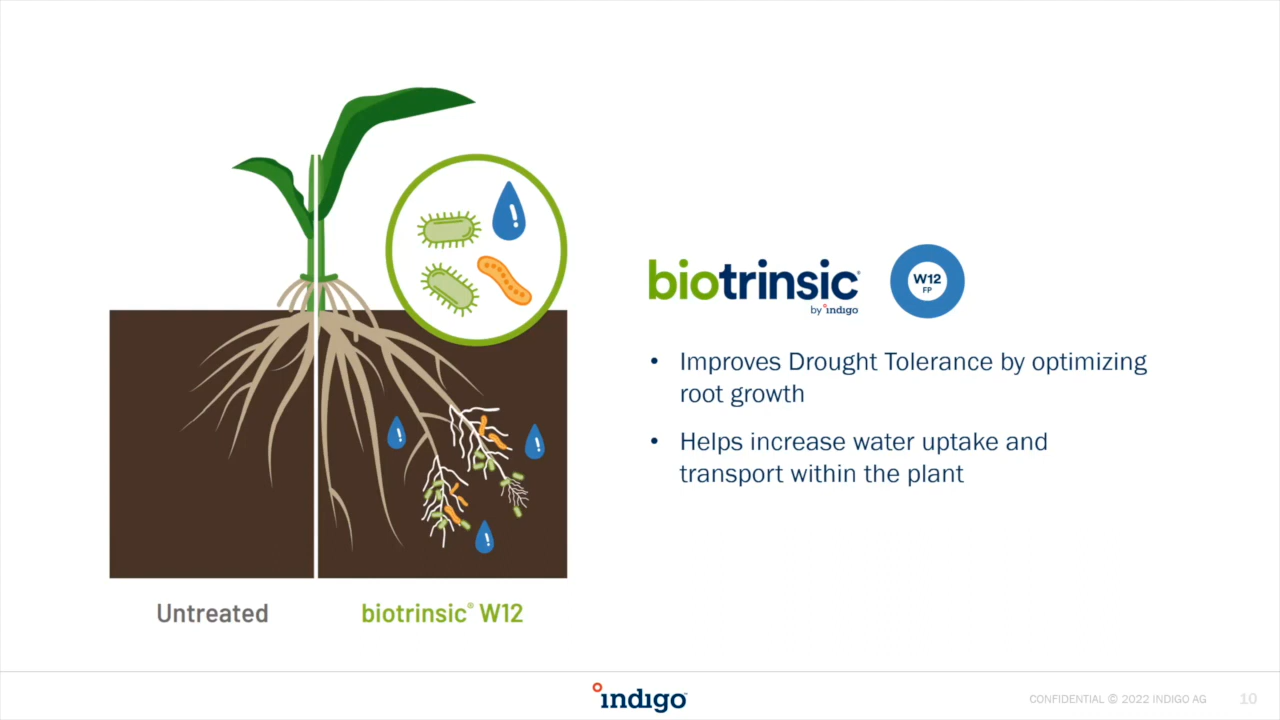 biotrinsic®
by indigo
W12
FP
• Improves Drought Tolerance by optimizing
root growth
• Helps increase water uptake and
transport within the plant
Untreated
biotrinsic® W12
indigo
CONFIDENTIAL © 2022 INDIGO AG
10